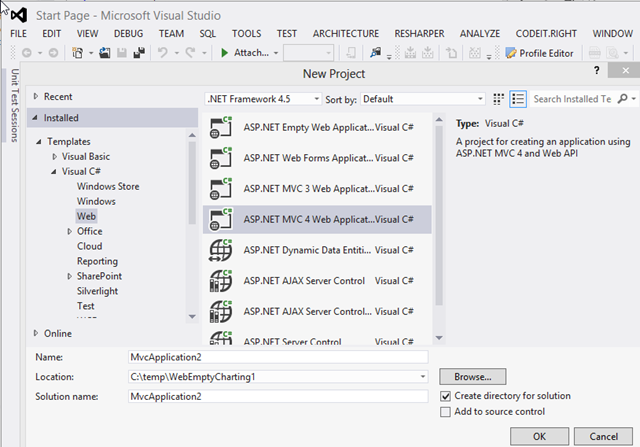 Start Page - Microsoft Visual Studio
FILE EDIT VIEW DEBUG TEAM SQL TOOLS TEST ARCHITECTURE RESHARPER ANALYZE CODEIT.RIGHT WINDOW
Attach... Profile Editor
Unit Test Sessions
New Project ?
Recent
.NET Framework 4.5 Sort by: Default Search Installed Te
Installed
Templates
Visual Basic
Visual C#
Windows Store
Windows
Web
Office
Cloud
Reporting
SharePoint
Silverlight
Test
Online
ASP.NET Empty Web Applicat... Visual C#
ASP.NET Web Forms Applicat... Visual C#
ASP.NET MVC 3 Web Applicat... Visual C#
ASP.NET MVC 4 Web Applicat... Visual C#
ASP.NET Dynamic Data Entiti... Visual C#
ASP.NET AJAX Server Control Visual C#
ASP.NET AJAX Server Control... Visual C#
ASP.NET Server Control Visual C#
Type: Visual C#
A project for creating an application using
ASP.NET MVC 4 and Web API
Name: MvcApplication2
Location: C:\temp\WebEmptyCharting1 Browse...
Solution name: MvcApplication2
Create directory for solution
Add to source control
OK Cancel